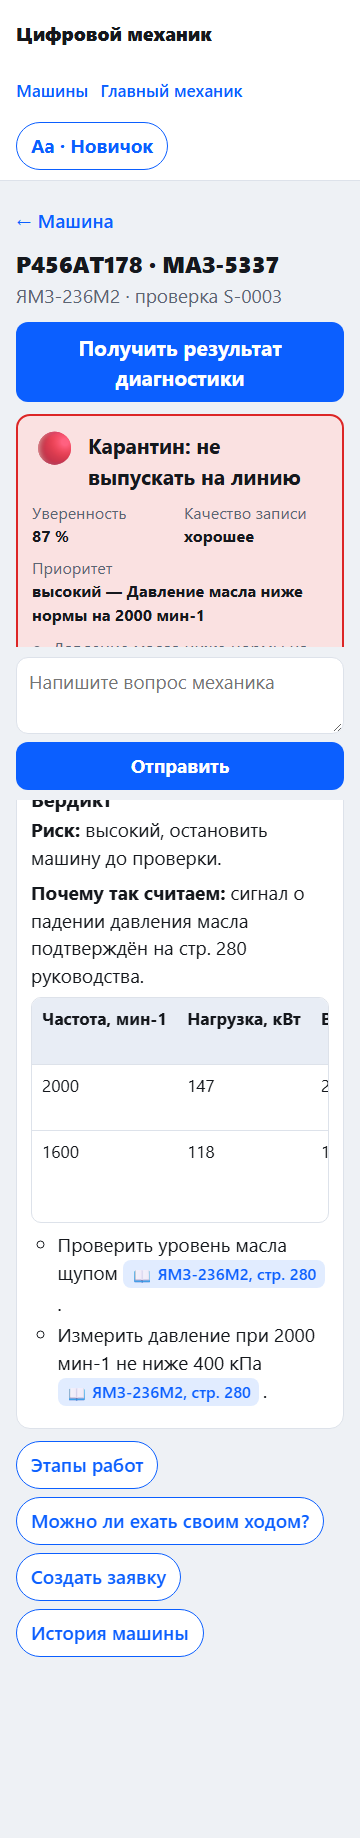 Цифровой механик
Машины Главный механик
Аа · Новичок
← Машина
Р456АТ178 · МАЗ-5337
ЯМЗ-236М2 · проверка S-0003
Получить результат
диагностики
Карантин: не
выпускать на линию
Уверенность Качество записи
87 % хорошее
Приоритет
высокий — Давление масла ниже
нормы на 2000 мин-1
Напишите вопрос механика
Отправить
Вердикт
Риск: высокий, остановить
машину до проверки.
Почему так считаем: сигнал о
падении давления масла
подтверждён на стр. 280
руководства.
Частота, мин-1 Нагрузка, кВт
2000 147
1600 118
Проверить уровень масла
щупом 📖 ЯМЗ-236М2, стр. 280
.
Измерить давление при 2000
мин-1 не ниже 400 кПа
📖 ЯМЗ-236М2, стр. 280 .
Этапы работ
Можно ли ехать своим ходом?
Создать заявку
История машины